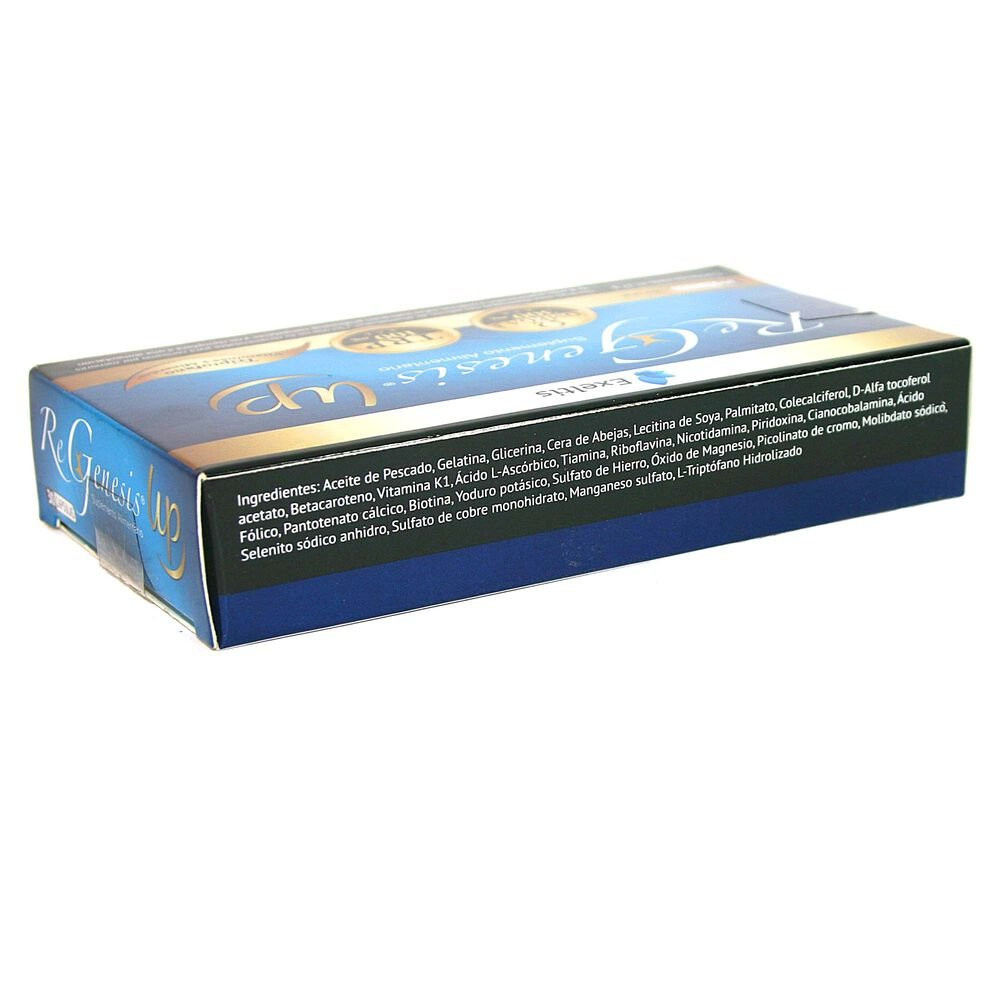 ReGenesis®
Suplemento Alimenticio
up
Exeltis
ReGenesis®
up
Ingredientes: Aceite de Pescado, Gelatina, Glicerina, Cera de Abejas, Lecitina de Soya, Palmitato, Colecalciferol, D-Alfa tocoferol
acetato, Betacaroteno, Vitamina K1, Ácido L-Ascórbico, Tiamina, Riboflavina, Nicotidamina, Piridoxina, Cianocobalamina, Ácido
Fólico, Pantotenato cálcico, Biotina, Yoduro potásico, Sulfato de Hierro, Óxido de Magnesio, Picolinato de cromo, Molibdato sódico,
Selenito sódico anhidro, Sulfato de cobre monohidrato, Manganeso sulfato, L-Triptófano Hidrolizado